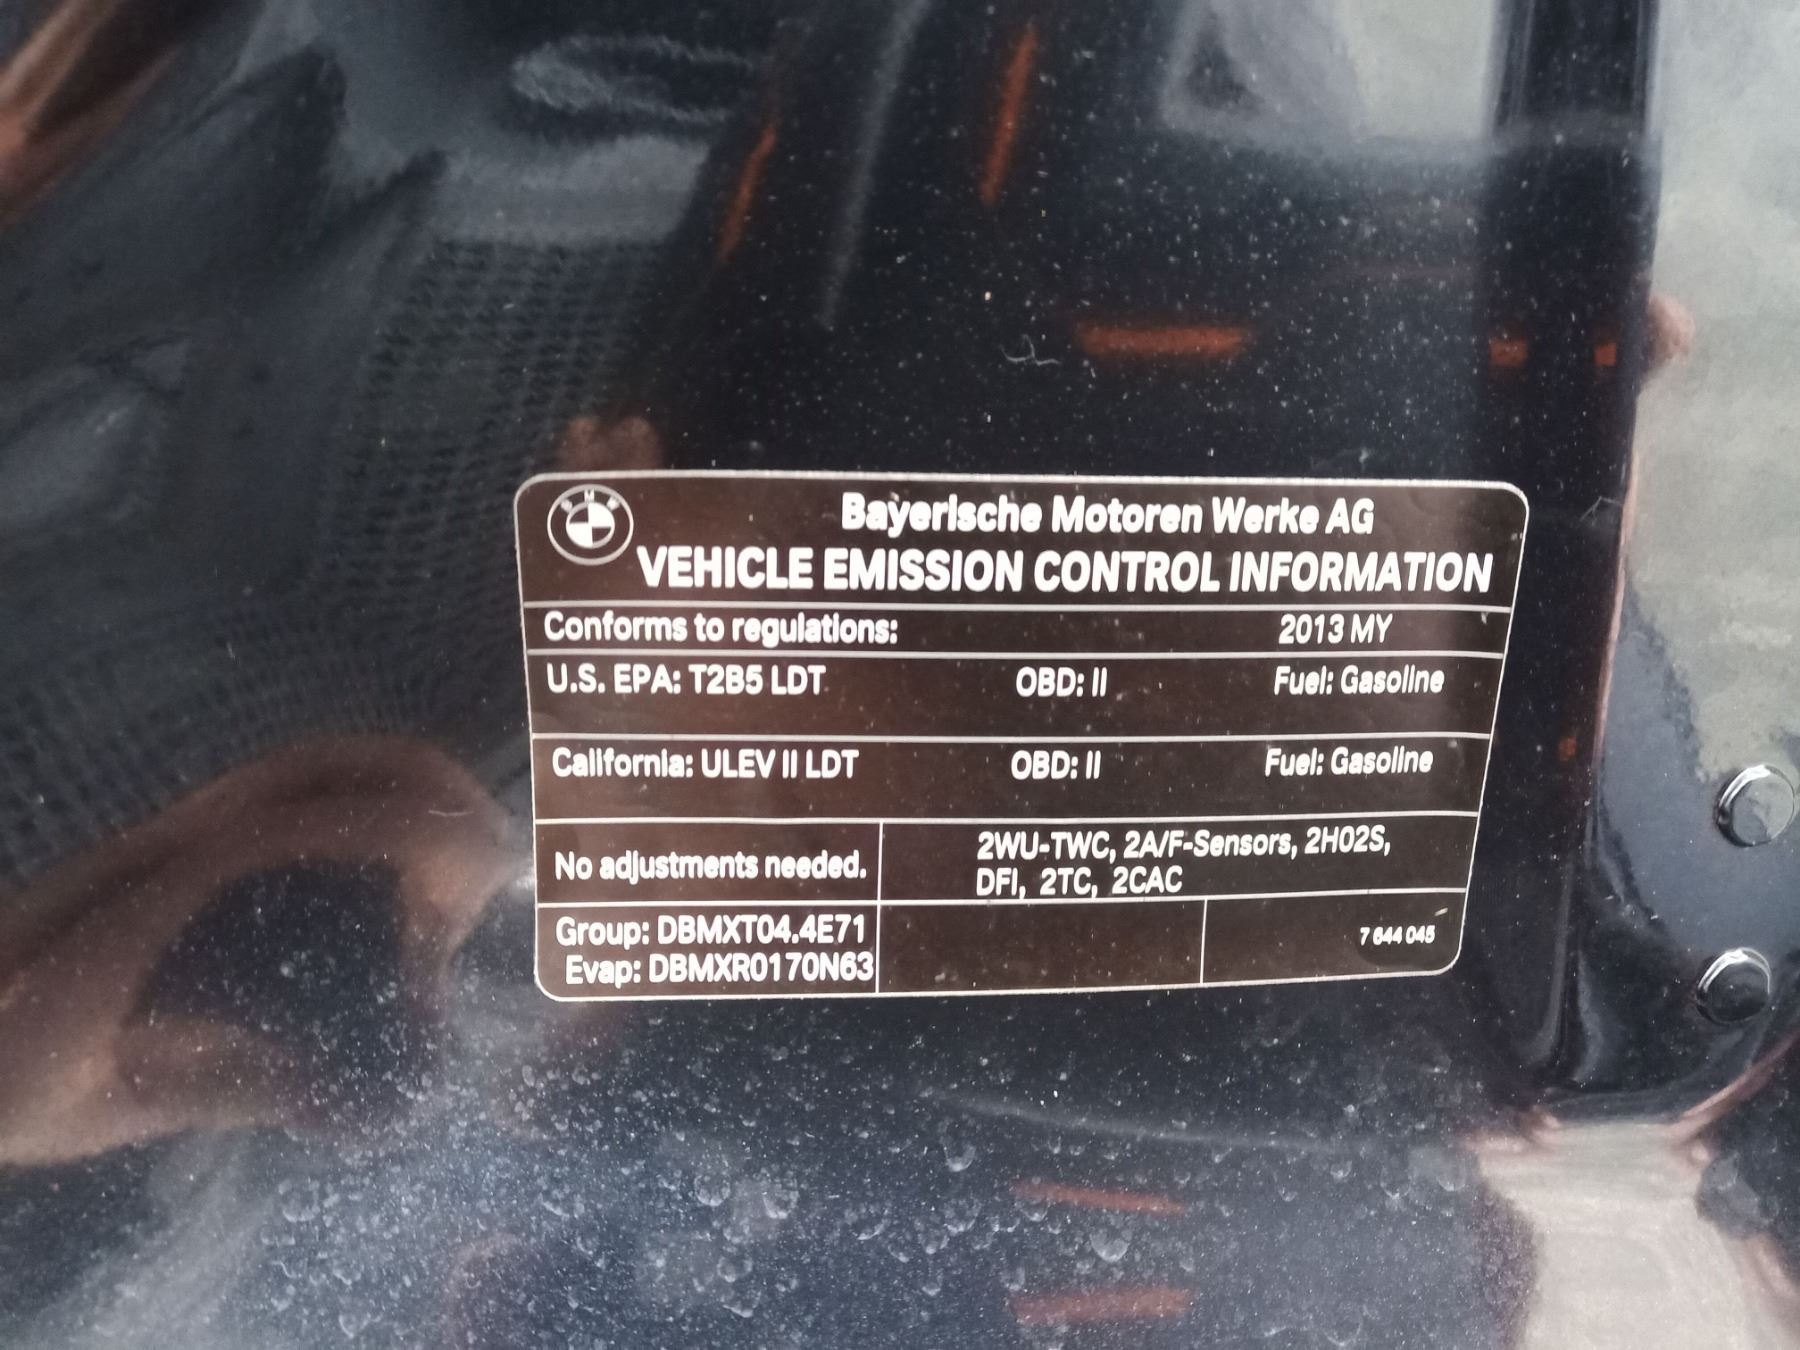 BMW
Bayerische Motoren Werke AG
VEHICLE EMISSION CONTROL INFORMATION
Conforms to regulations: 2013 MY
U.S. EPA: T2B5 LDT OBD: II Fuel: Gasoline
California: ULEV II LDT OBD: II Fuel: Gasoline
No adjustments needed.
2WU-TWC, 2A/F-Sensors, 2HO2S,
DFI, 2TC, 2CAC
Group: DBMXT04.4E71
Evap: DBMXR0170N63
7 644 045